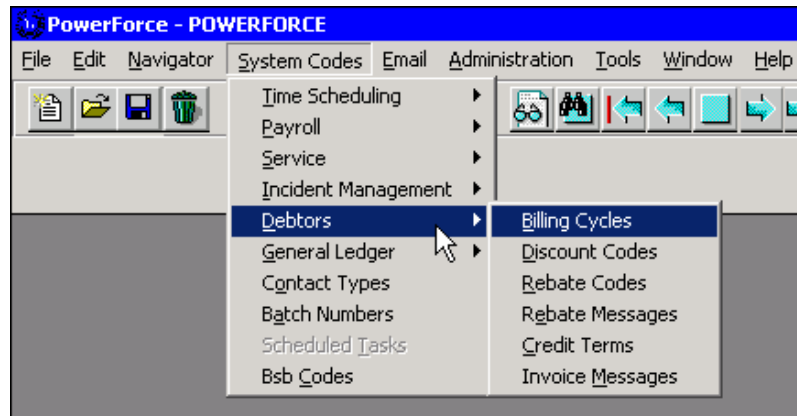 PowerForce - POWERFORCE
File Edit Navigator System Codes Email Administration Tools Window Help
Time Scheduling
Payroll
Service
Incident Management
Debtors
General Ledger
Contact Types
Batch Numbers
Scheduled Tasks
Bsb Codes
Billing Cycles
Discount Codes
Rebate Codes
Rebate Messages
Credit Terms
Invoice Messages